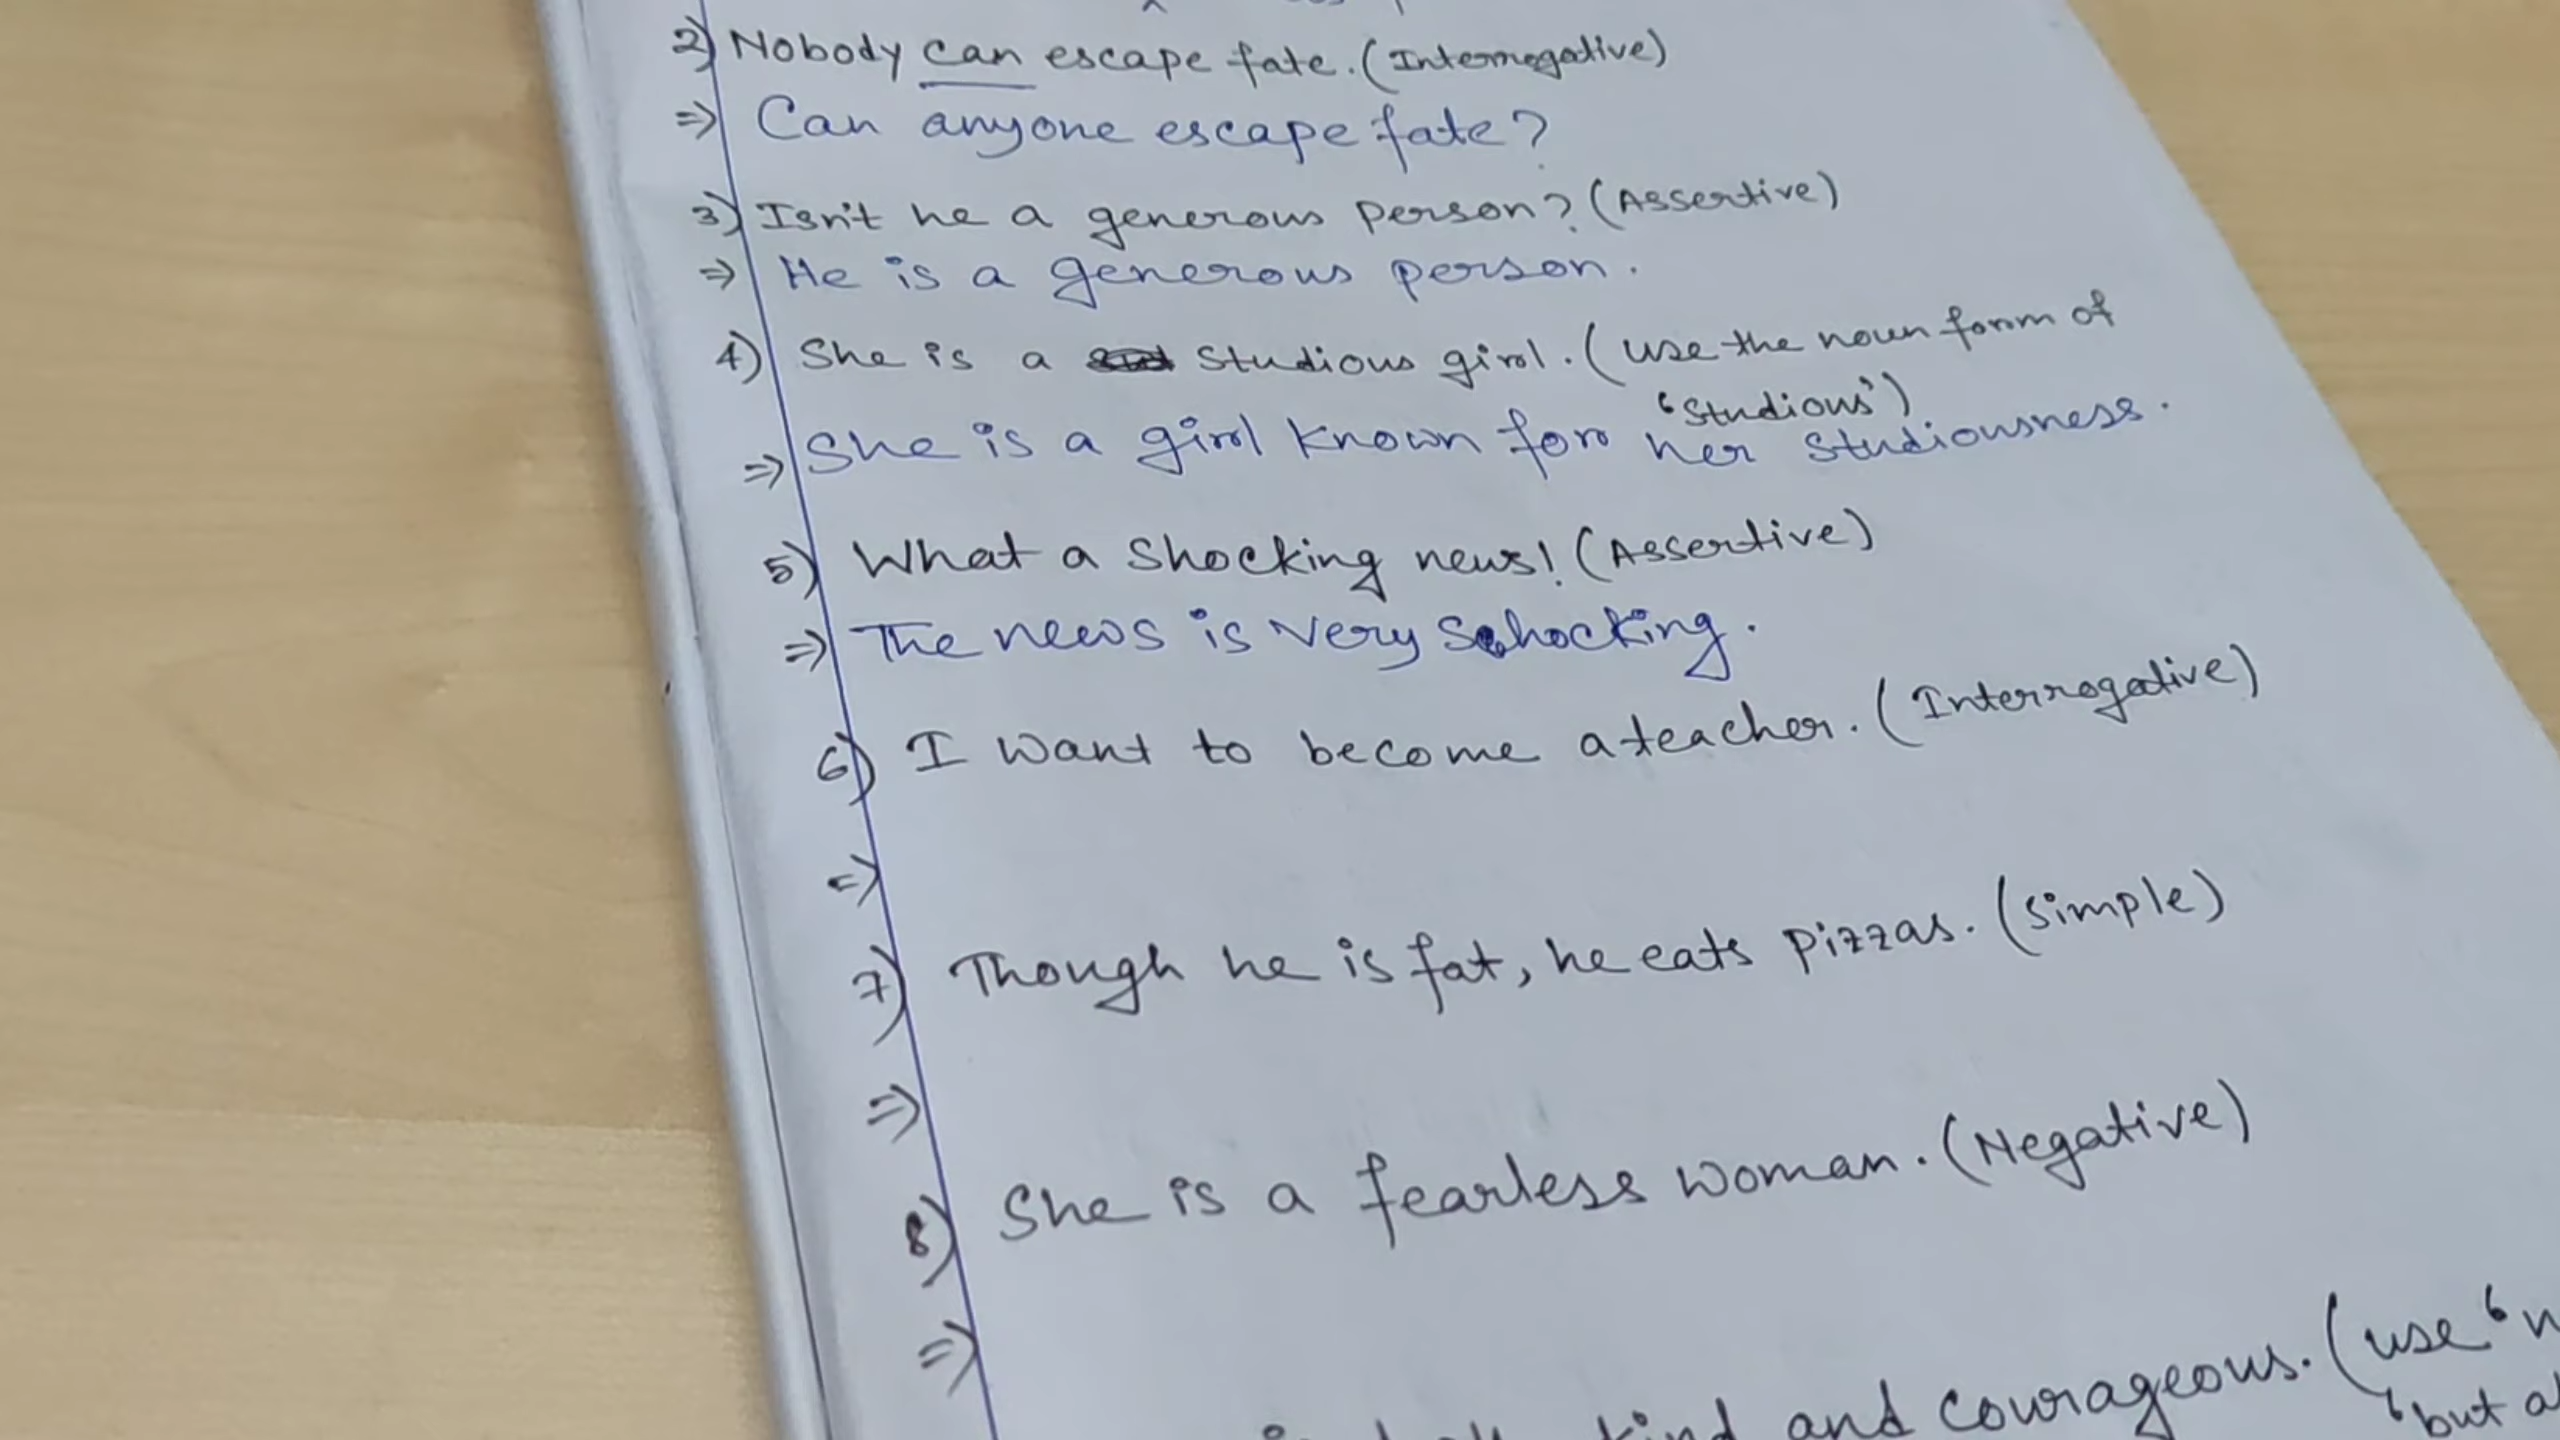 2) Nobody can escape fate. (Interrogative)
=> Can anyone escape fate?
3) Isn't he a generous person? (Assertive)
=> He is a generous person.
4) She is a studious girl. (Use the noun form of
'studious')
=> She is a girl known for her studiousness.
5) What a shocking news! (Assertive)
=> The news is very shocking.
6) I want to become a teacher. (Interrogative)
=>
7) Though he is fat, he eats pizzas. (Simple)
=>
8) She is a fearless woman. (Negative)
=>
kind and courageous. (use
'but